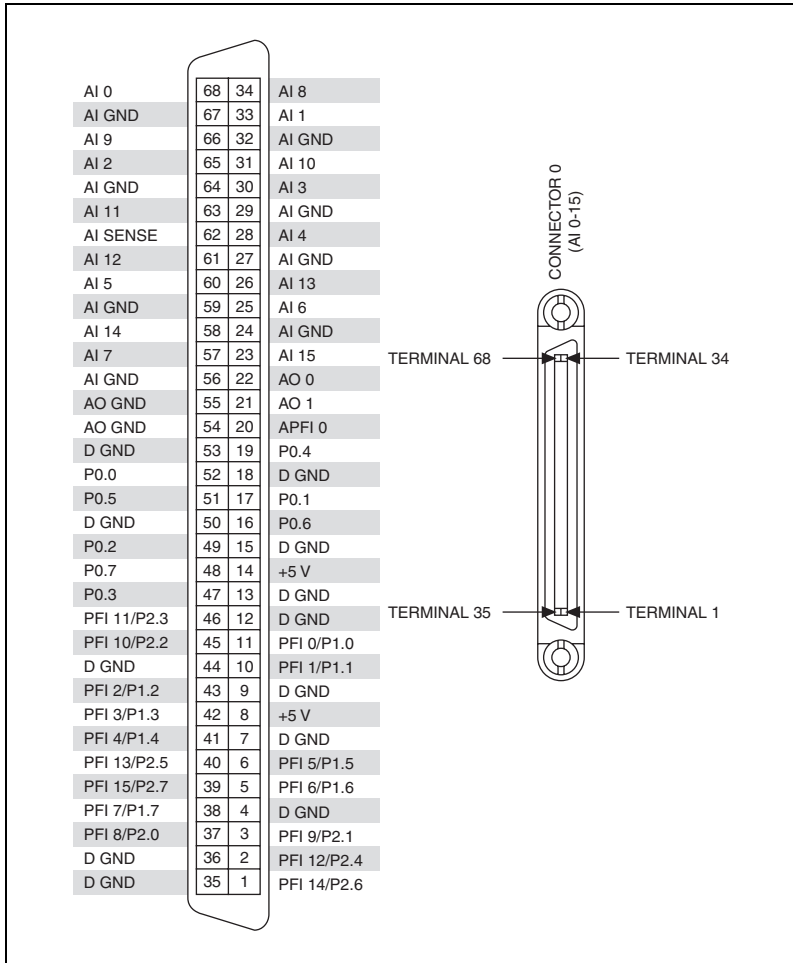 AI 0 68 34 AI 8
AI GND 67 33 AI 1
AI 9 66 32 AI GND
AI 2 65 31 AI 10
AI GND 64 30 AI 3
AI 11 63 29 AI GND
AI SENSE 62 28 AI 4
AI 12 61 27 AI GND
AI 5 60 26 AI 13
AI GND 59 25 AI 6
AI 14 58 24 AI GND
AI 7 57 23 AI 15
AI GND 56 22 AO 0
AO GND 55 21 AO 1
AO GND 54 20 APFI 0
D GND 53 19 P0.4
P0.0 52 18 D GND
P0.5 51 17 P0.1
D GND 50 16 P0.6
P0.2 49 15 D GND
P0.7 48 14 +5 V
P0.3 47 13 D GND
PFI 11/P2.3 46 12 D GND
PFI 10/P2.2 45 11 PFI 0/P1.0
D GND 44 10 PFI 1/P1.1
PFI 2/P1.2 43 9 D GND
PFI 3/P1.3 42 8 +5 V
PFI 4/P1.4 41 7 D GND
PFI 13/P2.5 40 6 PFI 5/P1.5
PFI 15/P2.7 39 5 PFI 6/P1.6
PFI 7/P1.7 38 4 D GND
PFI 8/P2.0 37 3 PFI 9/P2.1
D GND 36 2 PFI 12/P2.4
D GND 35 1 PFI 14/P2.6
CONNECTOR 0
(AI 0-15)
TERMINAL 68 TERMINAL 34
TERMINAL 35 TERMINAL 1